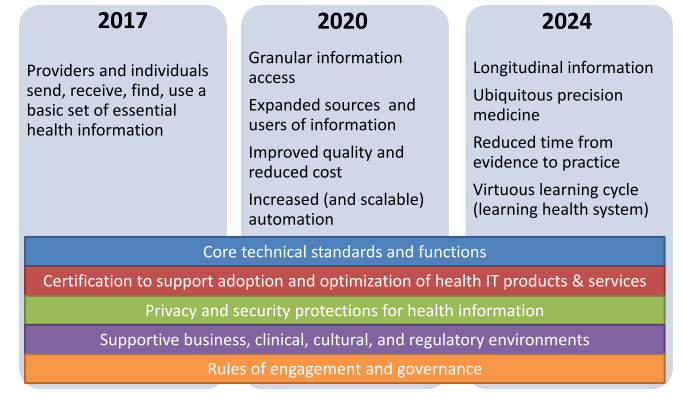 2017
Providers and individuals
send, receive, find, use a
basic set of essential
health information
2020
Granular information
access
Expanded sources and
users of information
Improved quality and
reduced cost
Increased (and scalable)
automation
2024
Longitudinal information
Ubiquitous precision
medicine
Reduced time from
evidence to practice
Virtuous learning cycle
(learning health system)
Core technical standards and functions
Certification to support adoption and optimization of health IT products & services
Privacy and security protections for health information
Supportive business, clinical, cultural, and regulatory environments
Rules of engagement and governance